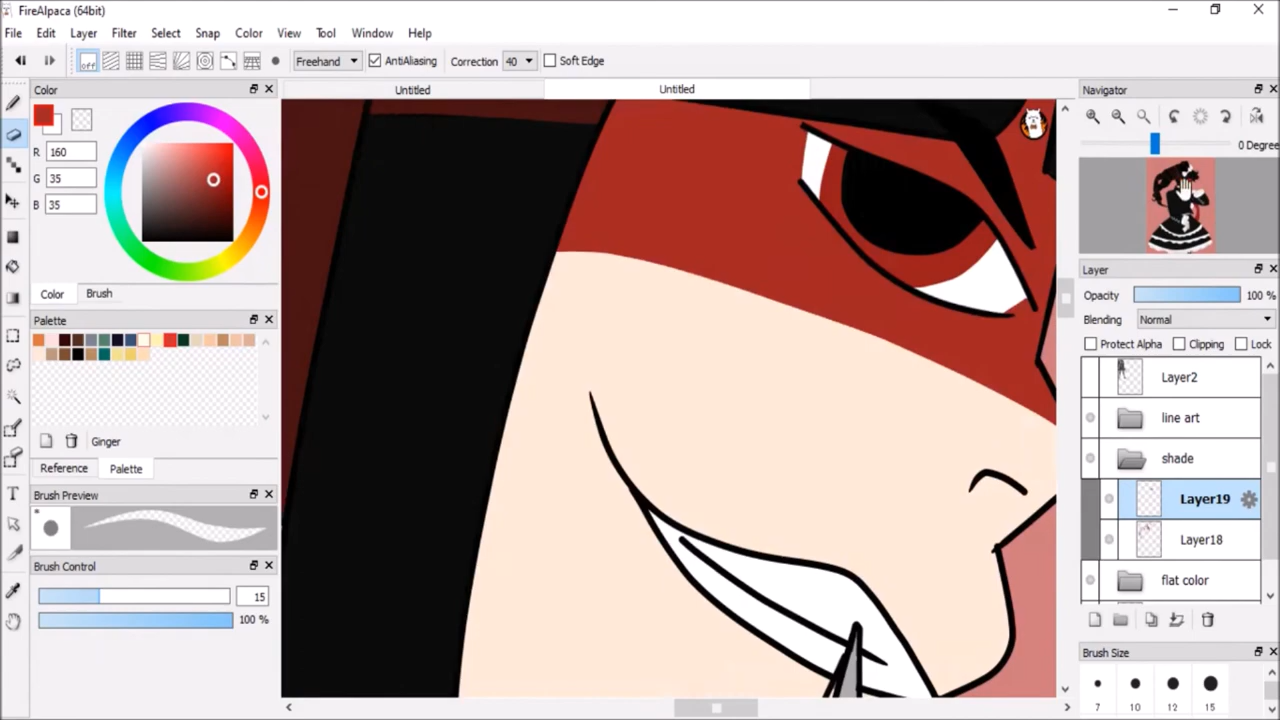 FireAlpaca (64bit)
File Edit Layer Filter Select Snap Color View Tool Window Help
off Freehand AntiAliasing Correction 40 Soft Edge
Color
R 160
G 35
B 35
Color Brush
Palette
Ginger
Reference Palette
Brush Preview
*
Brush Control
15
100 %
Untitled Untitled
Navigator
0 Degree
Layer
Opacity 100 %
Blending Normal
Protect Alpha Clipping Lock
Layer2
line art
shade
Layer19
Layer18
flat color
Brush Size
7 10 12 15